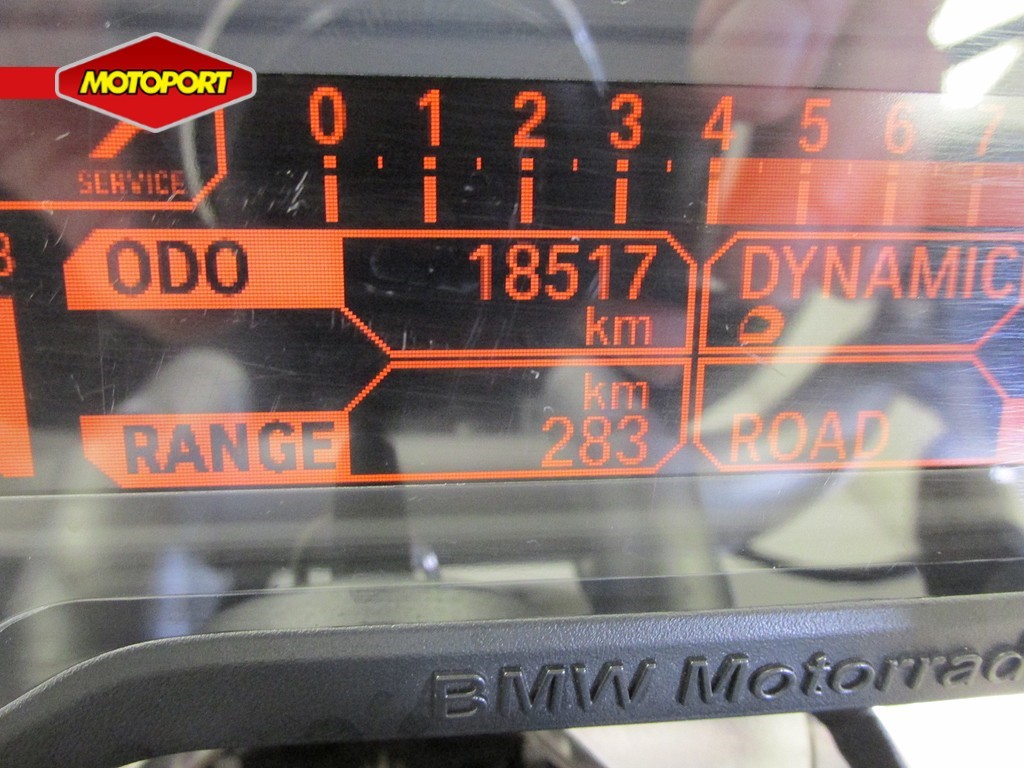 MOTOPORT
0 1 2 3 4 5 6 7
SERVICE
ODO 18517
km
DYNAMIC
km
RANGE 283
ROAD
BMW Motorrad